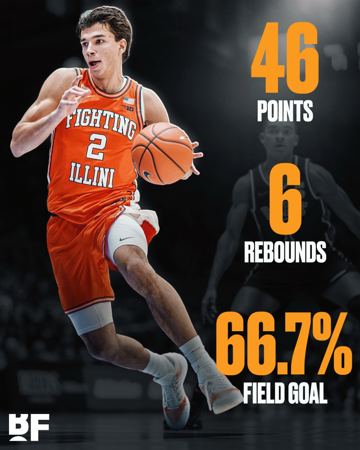 46
POINTS
6
REBOUNDS
66.7%
FIELD GOAL
FIGHTING
2
ILLINI
BF